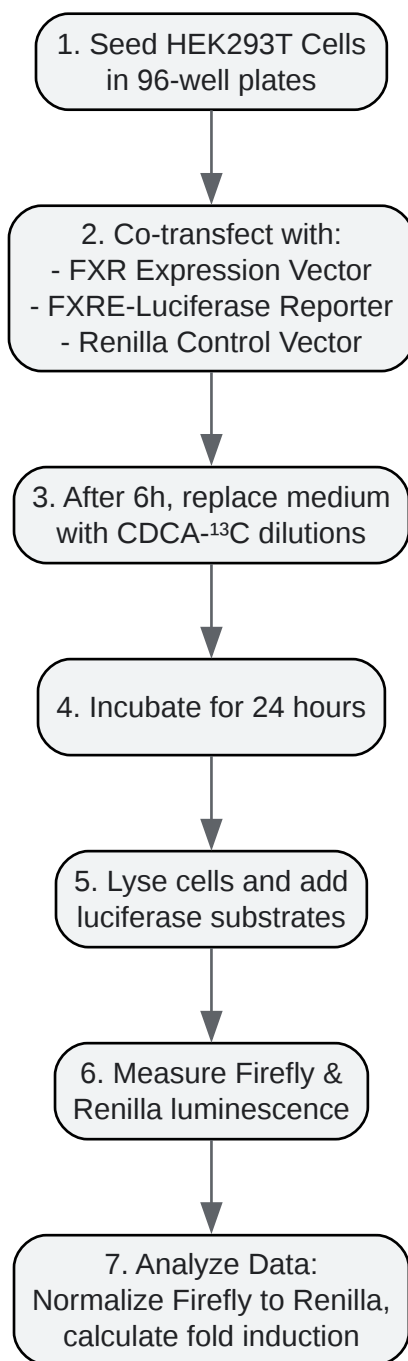 1. Seed HEK293T Cells
in 96-well plates
2. Co-transfect with:
- FXR Expression Vector
- FXRE-Luciferase Reporter
- Renilla Control Vector
3. After 6h, replace medium
with CDCA-¹³C dilutions
4. Incubate for 24 hours
5. Lyse cells and add
luciferase substrates
6. Measure Firefly &
Renilla luminescence
7. Analyze Data:
Normalize Firefly to Renilla,
calculate fold induction